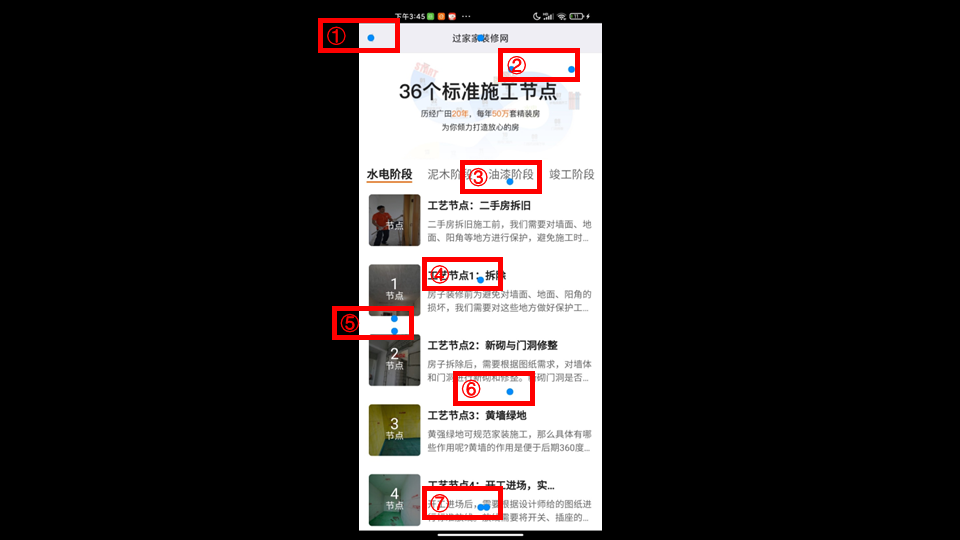 下午3:45
①
过家家装修网
②
START
36个标准施工节点
历经广田20年，每年50万套精装房
为你倾力打造放心的房
水电阶段 泥木阶段 油漆阶段 竣工阶段
③
节点
工艺节点：二手房拆旧
二手房拆旧施工前，我们需要对墙面、地
面、阳角等地方进行保护，避免施工时...
④
1
节点
工艺节点1：拆除
房子装修前为避免对墙面、地面、阳角的
损坏，我们需要对这些地方做好保护工...
⑤
2
节点
工艺节点2：新砌与门洞修整
房子拆除后，需要根据图纸需求，对墙体
和门洞进行新砌和修整。新砌门洞是否...
⑥
3
节点
工艺节点3：黄墙绿地
黄强绿地可规范家装施工，那么具体有哪
些作用呢?黄墙的作用是便于后期360度...
4
节点
工艺节点4：开工进场，实...
⑦
开工进场后，需要根据设计师给的图纸进
需要将开关、插座的...